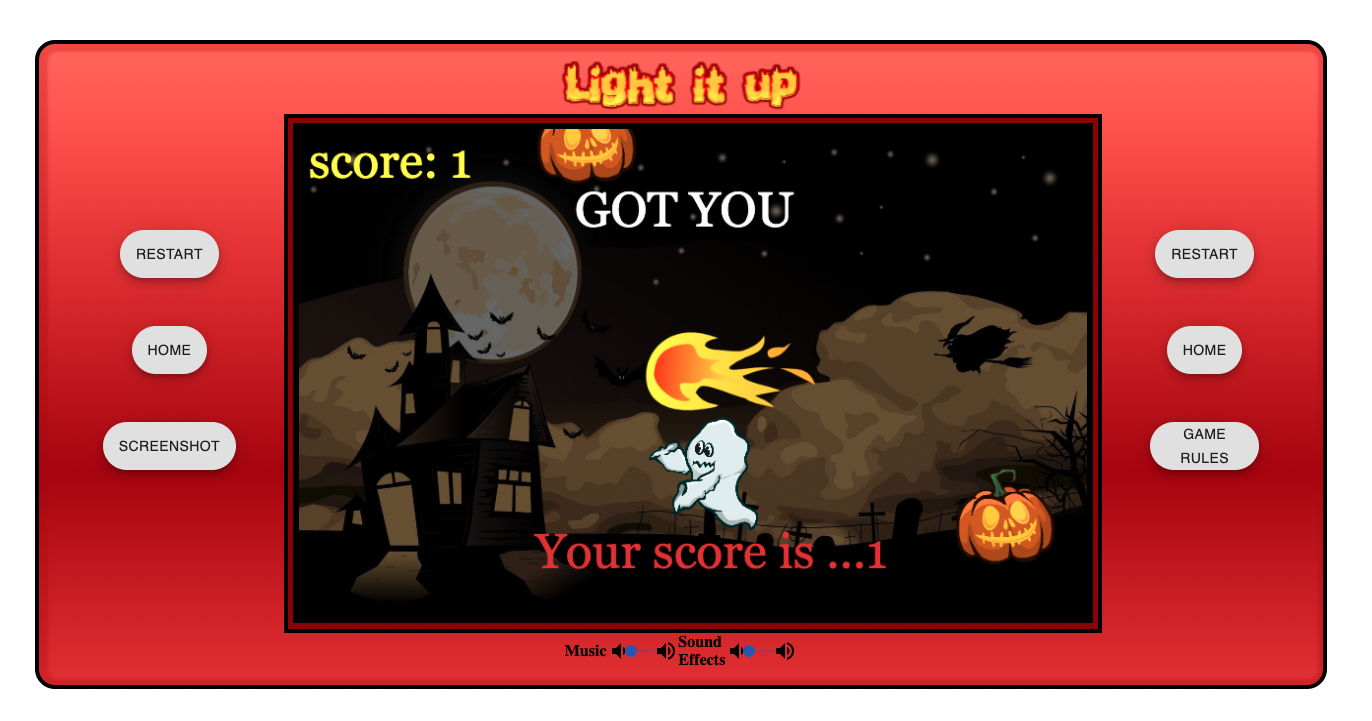 Light it up
score: 1
GOT YOU
RESTART
RESTART
HOME
HOME
SCREENSHOT
GAME
RULES
Your score is ...1
Music
Sound
Effects